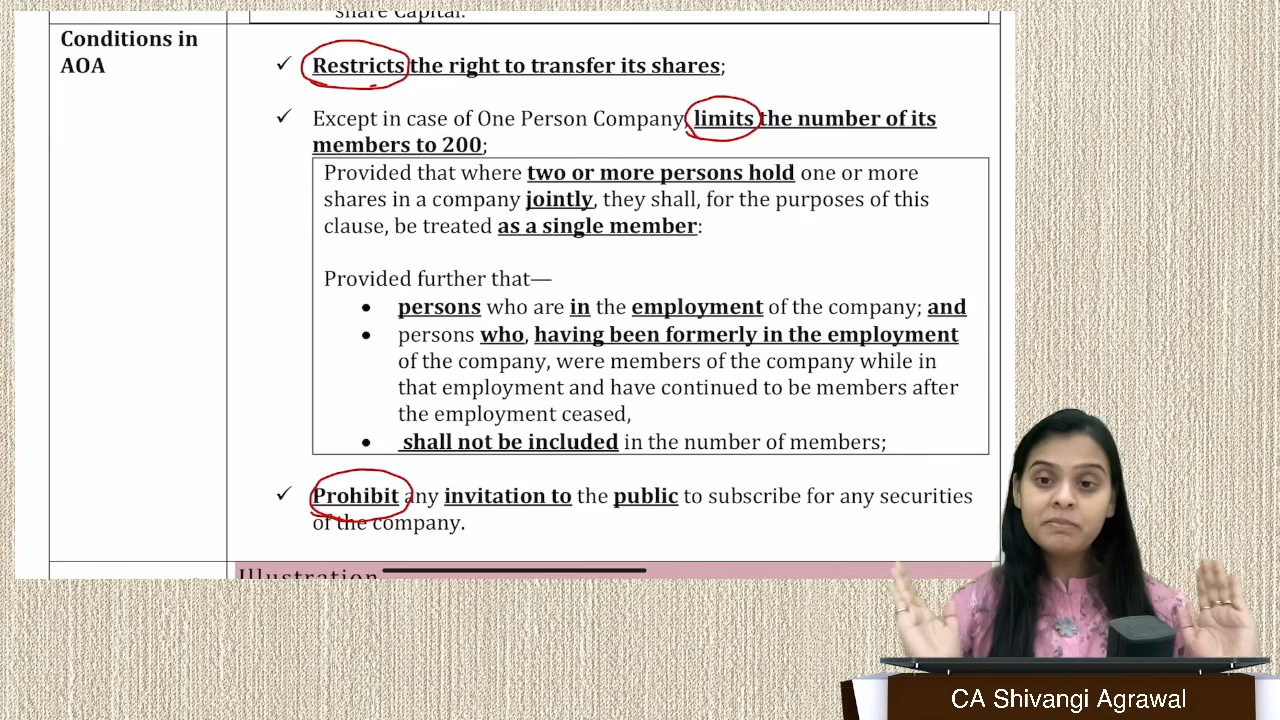 share Capital.
Conditions in
AOA
✓ Restricts the right to transfer its shares;
✓ Except in case of One Person Company, limits the number of its
members to 200;
Provided that where two or more persons hold one or more
shares in a company jointly, they shall, for the purposes of this
clause, be treated as a single member:
Provided further that—
• persons who are in the employment of the company; and
• persons who, having been formerly in the employment
of the company, were members of the company while in
that employment and have continued to be members after
the employment ceased,
• shall not be included in the number of members;
✓ Prohibit any invitation to the public to subscribe for any securities
of the company.
Illustration
CA Shivangi Agrawal